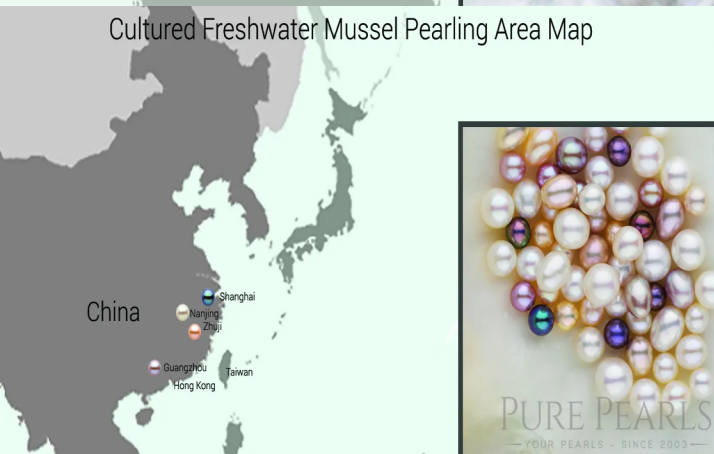 Cultured Freshwater Mussel Pearling Area Map
China
Shanghai
Nanjing
Zhuji
Guangzhou
Hong Kong
Taiwan
PURE PEARLS
YOUR PEARLS - SINCE 2003